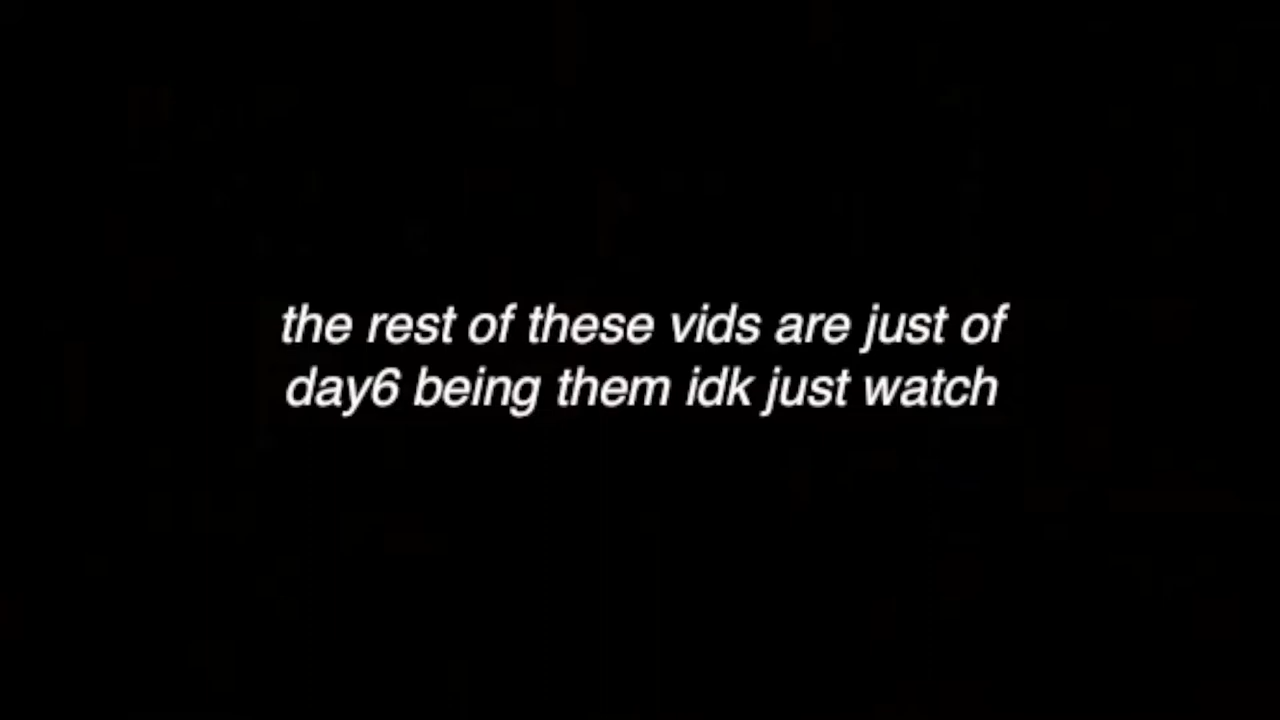 the rest of these vids are just of
day6 being them idk just watch